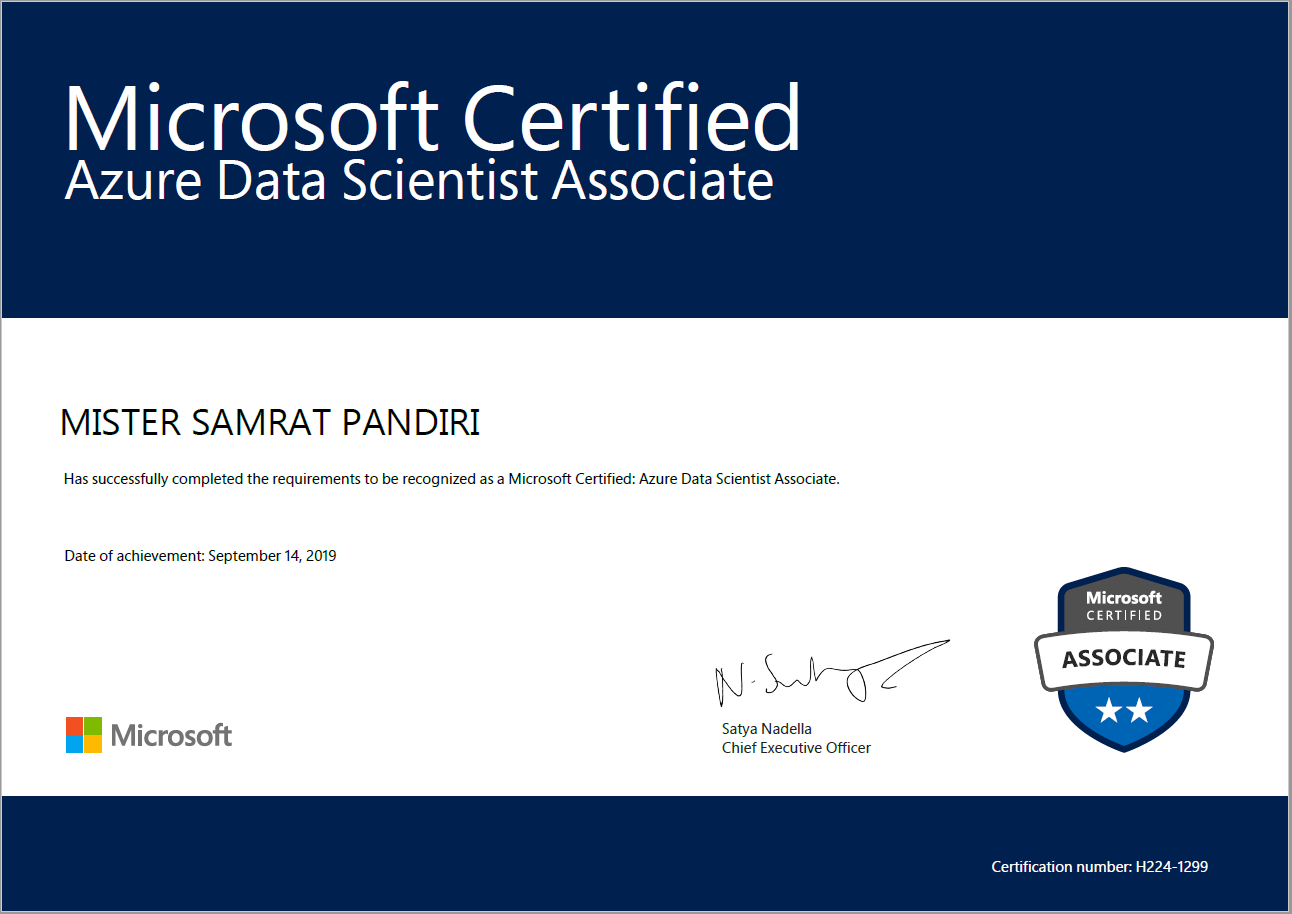 Microsoft Certified
Azure Data Scientist Associate
MISTER SAMRAT PANDIRI
Has successfully completed the requirements to be recognized as a Microsoft Certified: Azure Data Scientist Associate.
Date of achievement: September 14, 2019
Microsoft
CERTIFIED
ASSOCIATE
Microsoft
Satya Nadella
Chief Executive Officer
Certification number: H224-1299